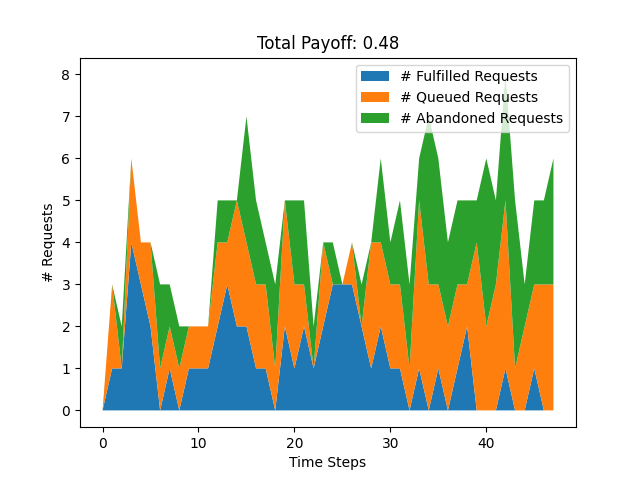 Total Payoff: 0.48
# Fulfilled Requests
# Queued Requests
# Abandoned Requests
# Requests
8
7
6
5
4
3
2
1
0
0 10 20 30 40
Time Steps